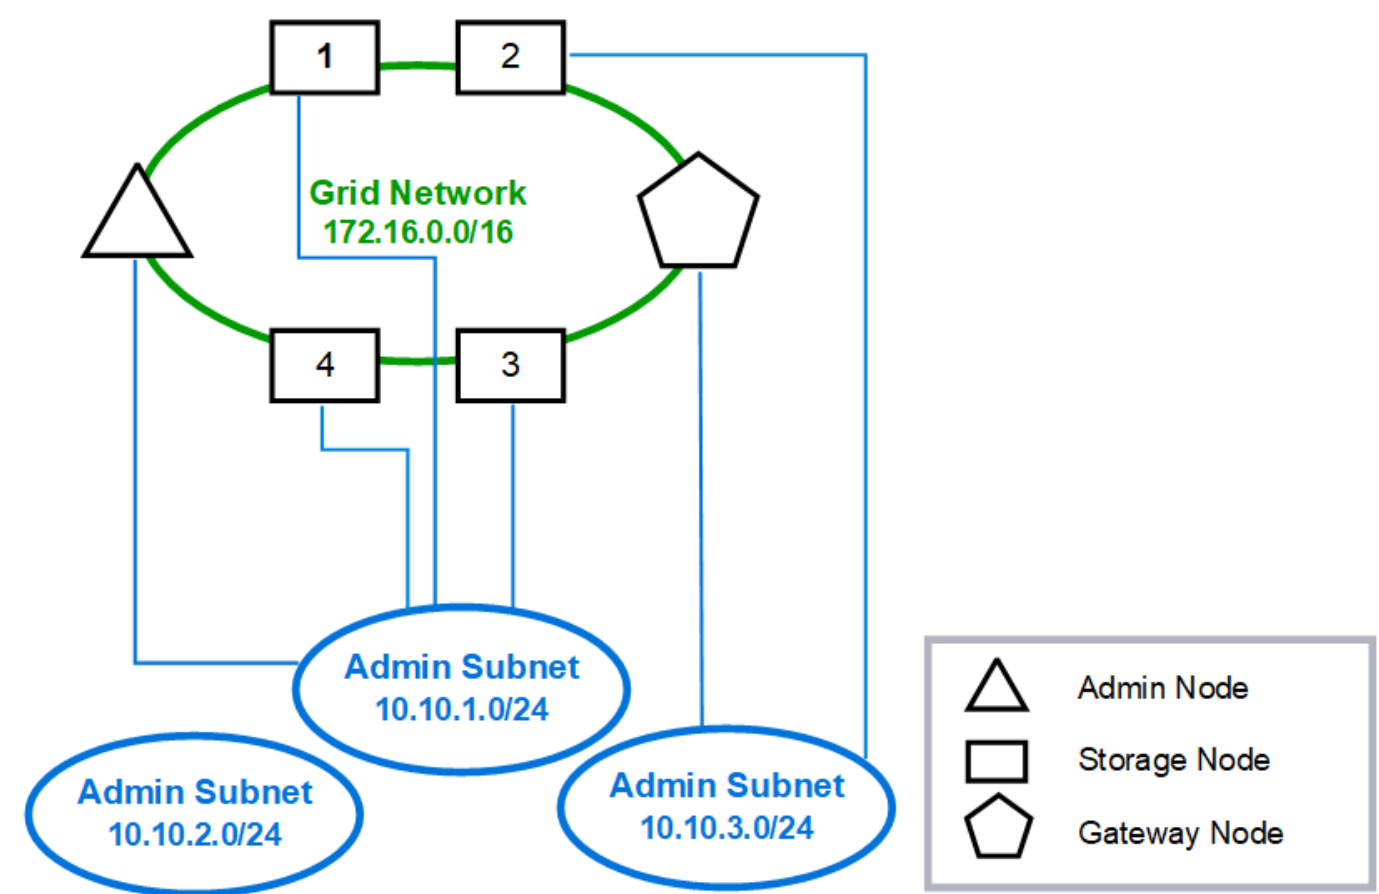 1
2
Grid Network
172.16.0.0/16
4
3
Admin Subnet
10.10.1.0/24
Admin Subnet
10.10.2.0/24
Admin Subnet
10.10.3.0/24
Admin Node
Storage Node
Gateway Node